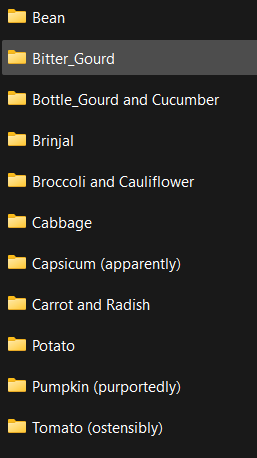 Bean
Bitter_Gourd
Bottle_Gourd and Cucumber
Brinjal
Broccoli and Cauliflower
Cabbage
Capsicum (apparently)
Carrot and Radish
Potato
Pumpkin (purportedly)
Tomato (ostensibly)